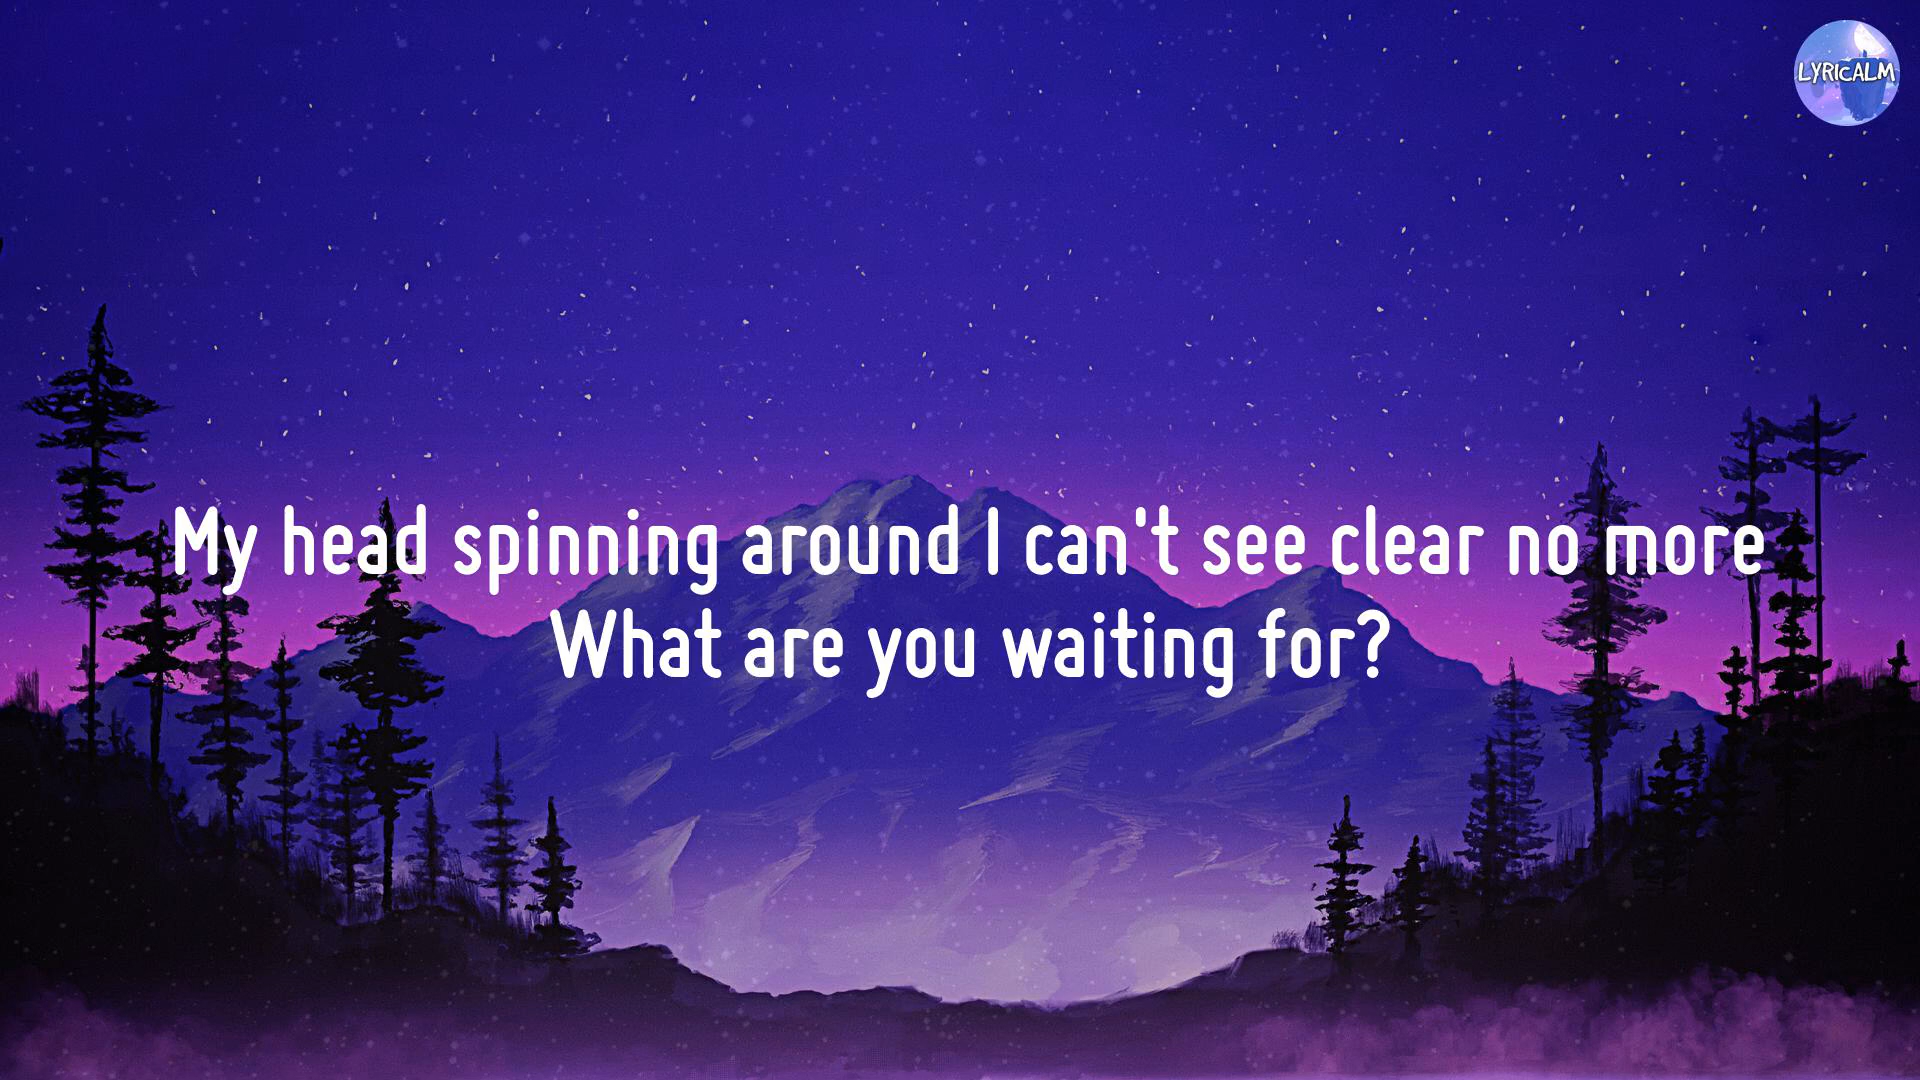 LYRICALM
My head spinning around I can't see clear no more
What are you waiting for?